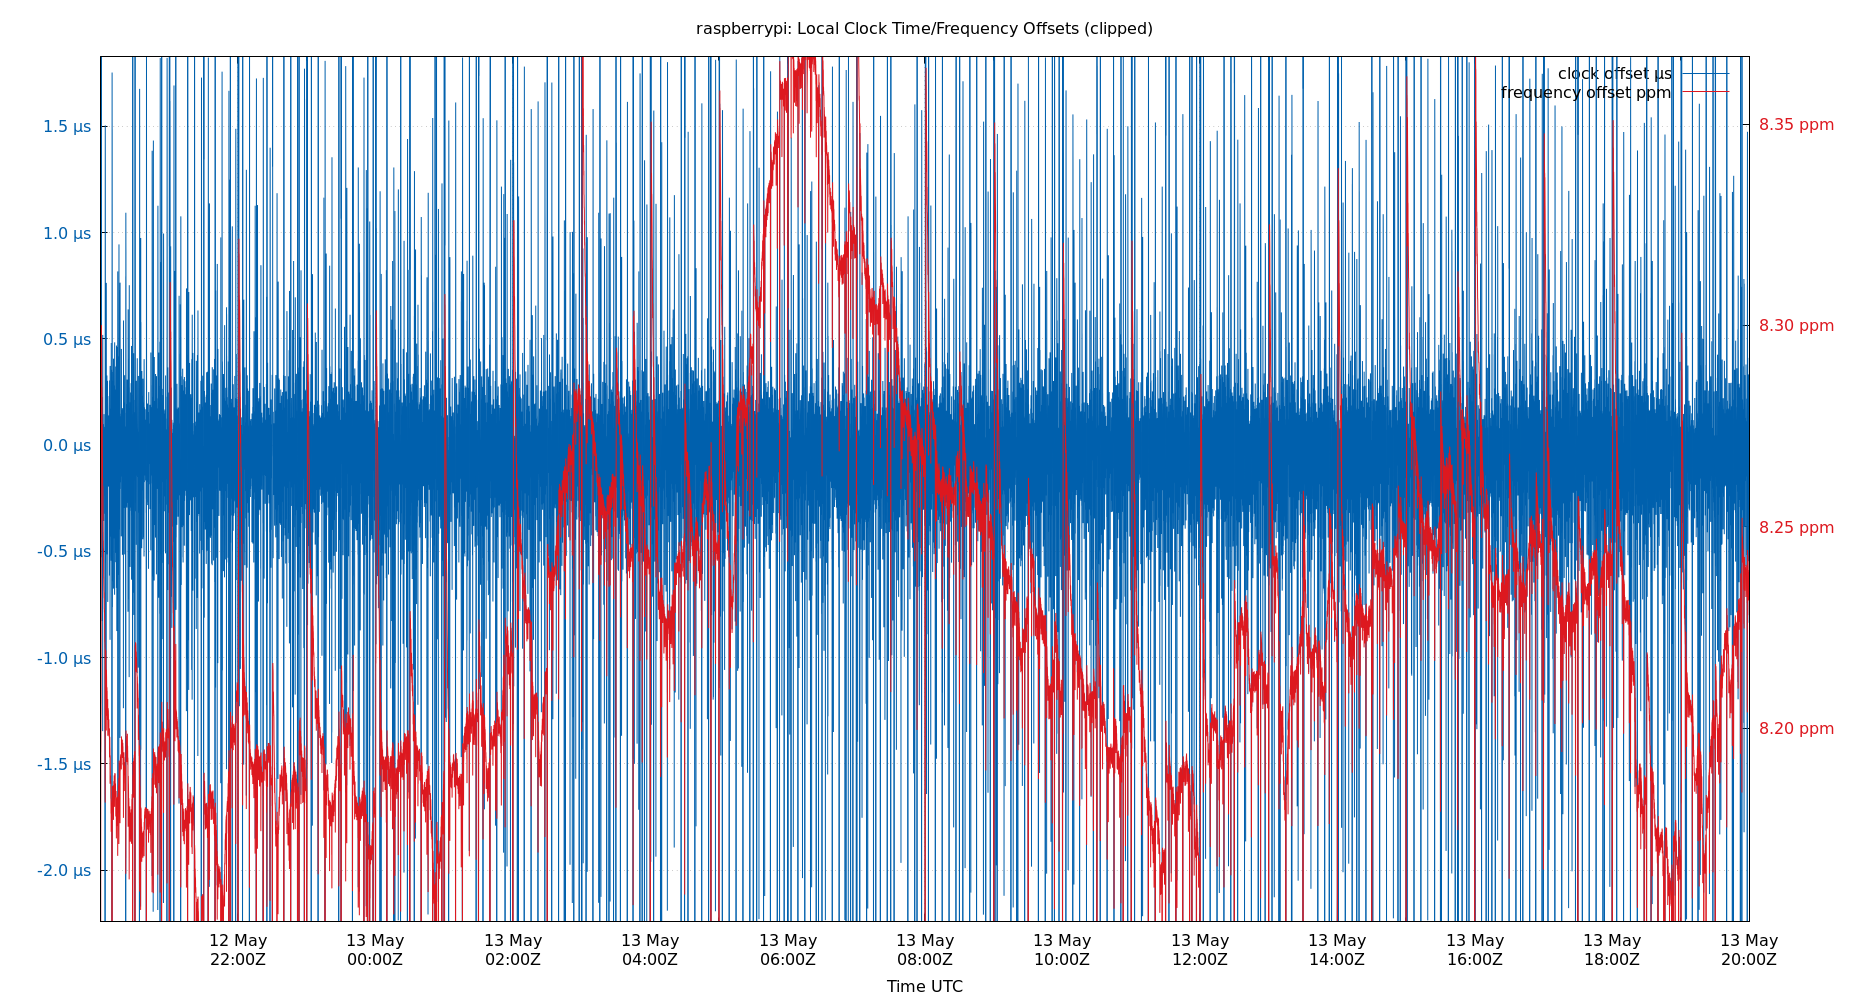 raspberrypi: Local Clock Time/Frequency Offsets (clipped)
clock offset µs
frequency offset ppm
1.5 µs
1.0 µs
0.5 µs
0.0 µs
-0.5 µs
-1.0 µs
-1.5 µs
-2.0 µs
8.35 ppm
8.30 ppm
8.25 ppm
8.20 ppm
12 May
22:00Z
13 May
00:00Z
13 May
02:00Z
13 May
04:00Z
13 May
06:00Z
13 May
08:00Z
13 May
10:00Z
13 May
12:00Z
13 May
14:00Z
13 May
16:00Z
13 May
18:00Z
13 May
20:00Z
Time UTC